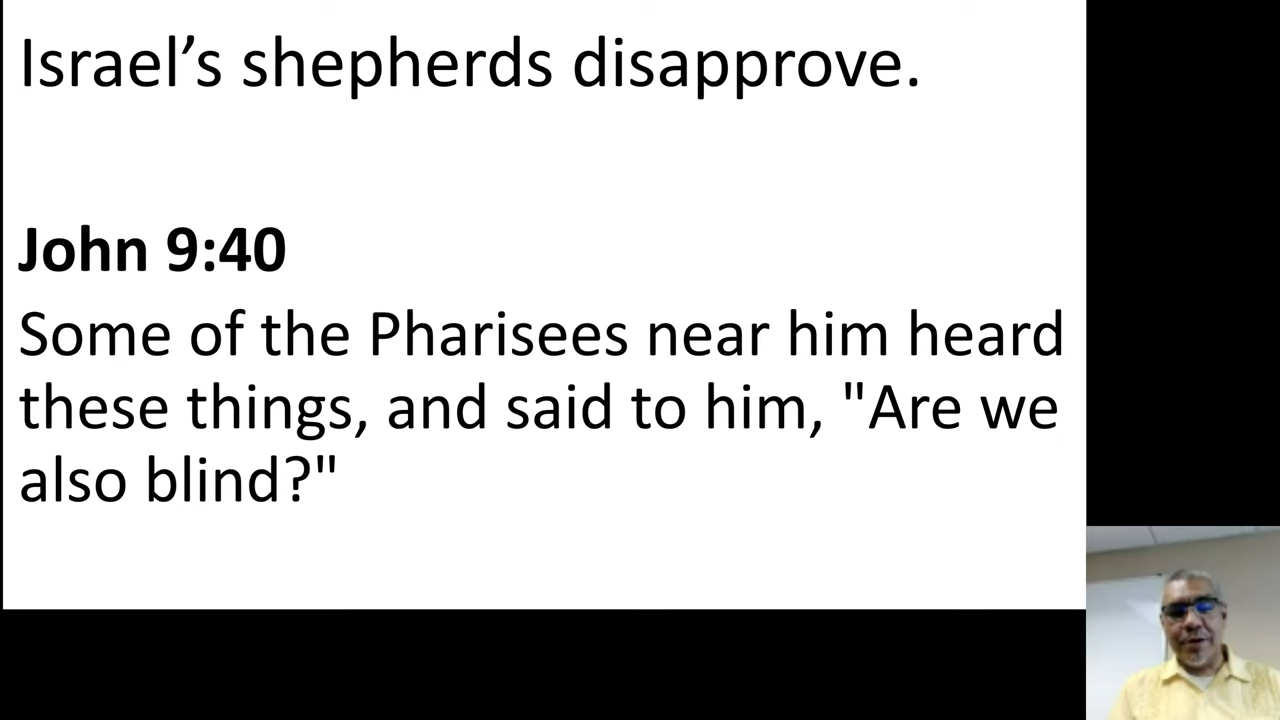 Israel’s shepherds disapprove.
John 9:40
Some of the Pharisees near him heard
these things, and said to him, "Are we
also blind?"